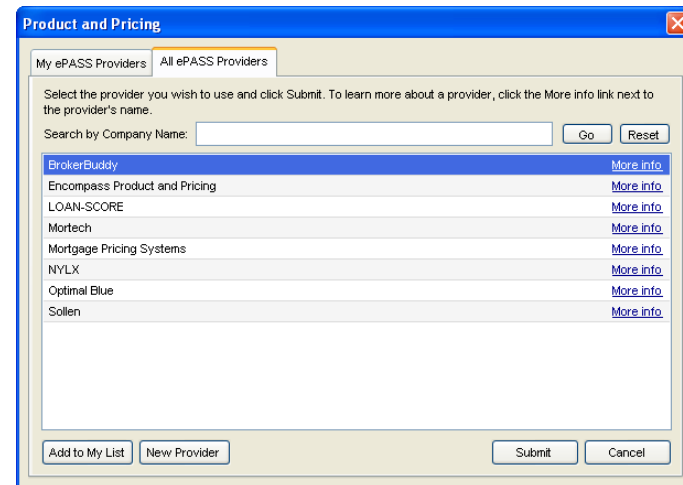 Product and Pricing
My ePASS Providers
All ePASS Providers
Select the provider you wish to use and click Submit. To learn more about a provider, click the More info link next to
the provider's name.
Search by Company Name:
Go
Reset
BrokerBuddy More info
Encompass Product and Pricing More info
LOAN-SCORE More info
Mortech More info
Mortgage Pricing Systems More info
NYLX More info
Optimal Blue More info
Sollen More info
Add to My List
New Provider
Submit
Cancel